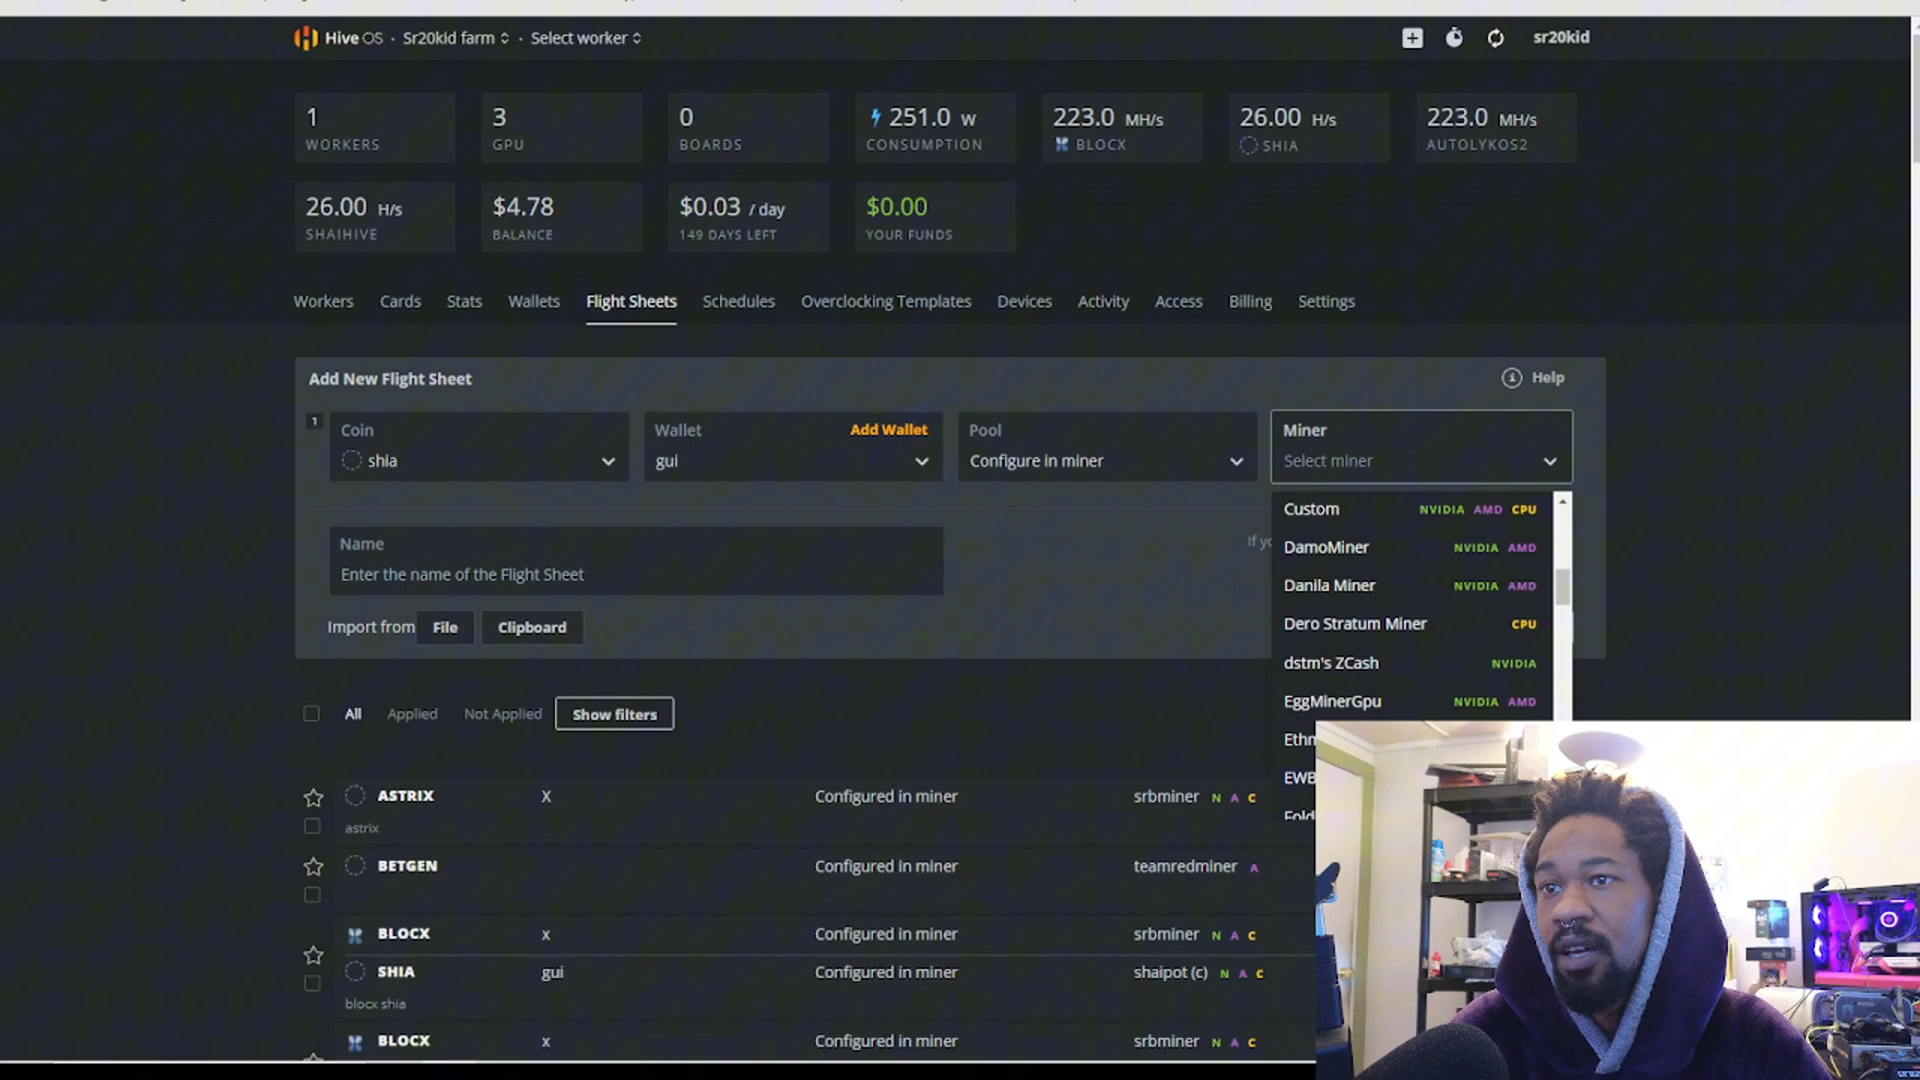 Hive OS · Sr20kid farm · Select worker
sr20kid
1
WORKERS
3
GPU
0
BOARDS
251.0 W
CONSUMPTION
223.0 MH/s
BLOCX
26.00 H/s
SHIA
223.0 MH/s
AUTOLYKOS2
26.00 H/s
SHAIHIVE
$4.78
BALANCE
$0.03 / day
149 DAYS LEFT
$0.00
YOUR FUNDS
Workers Cards Stats Wallets Flight Sheets Schedules Overclocking Templates Devices Activity Access Billing Settings
Add New Flight Sheet
Help
1
Coin
shia
Wallet Add Wallet
gui
Pool
Configure in miner
Miner
Select miner
Custom NVIDIA AMD CPU
DamoMiner NVIDIA AMD
Danila Miner NVIDIA AMD
Dero Stratum Miner CPU
dstm's ZCash NVIDIA
EggMinerGpu NVIDIA AMD
Ethn
EWB
Fold
Name
Enter the name of the Flight Sheet
If yo
Import from File Clipboard
All Applied Not Applied Show filters
ASTRIX X Configured in miner srbminer N A C
astrix
BETGEN Configured in miner teamredminer A
BLOCX x Configured in miner srbminer N A C
SHIA gui Configured in miner shaipot (c) N A C
blocx shia
BLOCX x Configured in miner srbminer N A C